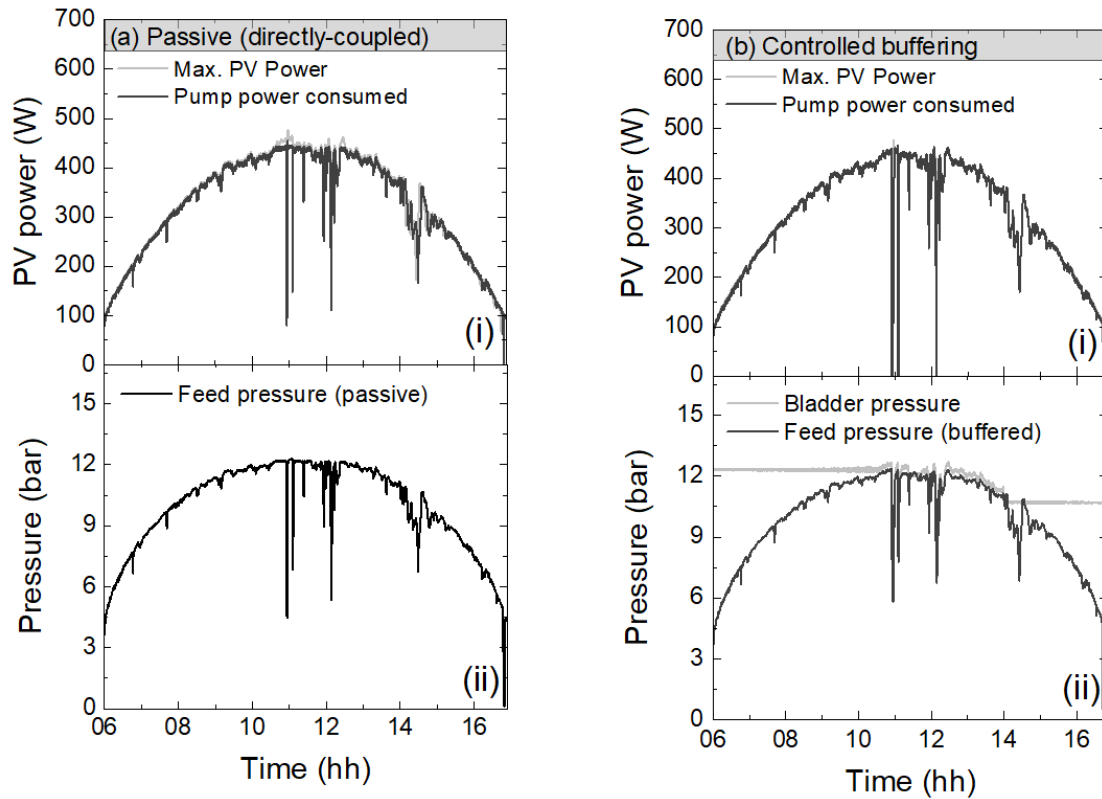 (a) Passive (directly-coupled)
Max. PV Power
Pump power consumed
PV power (W)
700
600
500
400
300
200
100
0
(i)
Feed pressure (passive)
Pressure (bar)
15
12
9
6
3
0
(ii)
06 08 10 12 14 16
Time (hh)
(b) Controlled buffering
Max. PV Power
Pump power consumed
PV power (W)
700
600
500
400
300
200
100
0
(i)
Bladder pressure
Feed pressure (buffered)
Pressure (bar)
15
12
9
6
3
0
(ii)
06 08 10 12 14 16
Time (hh)